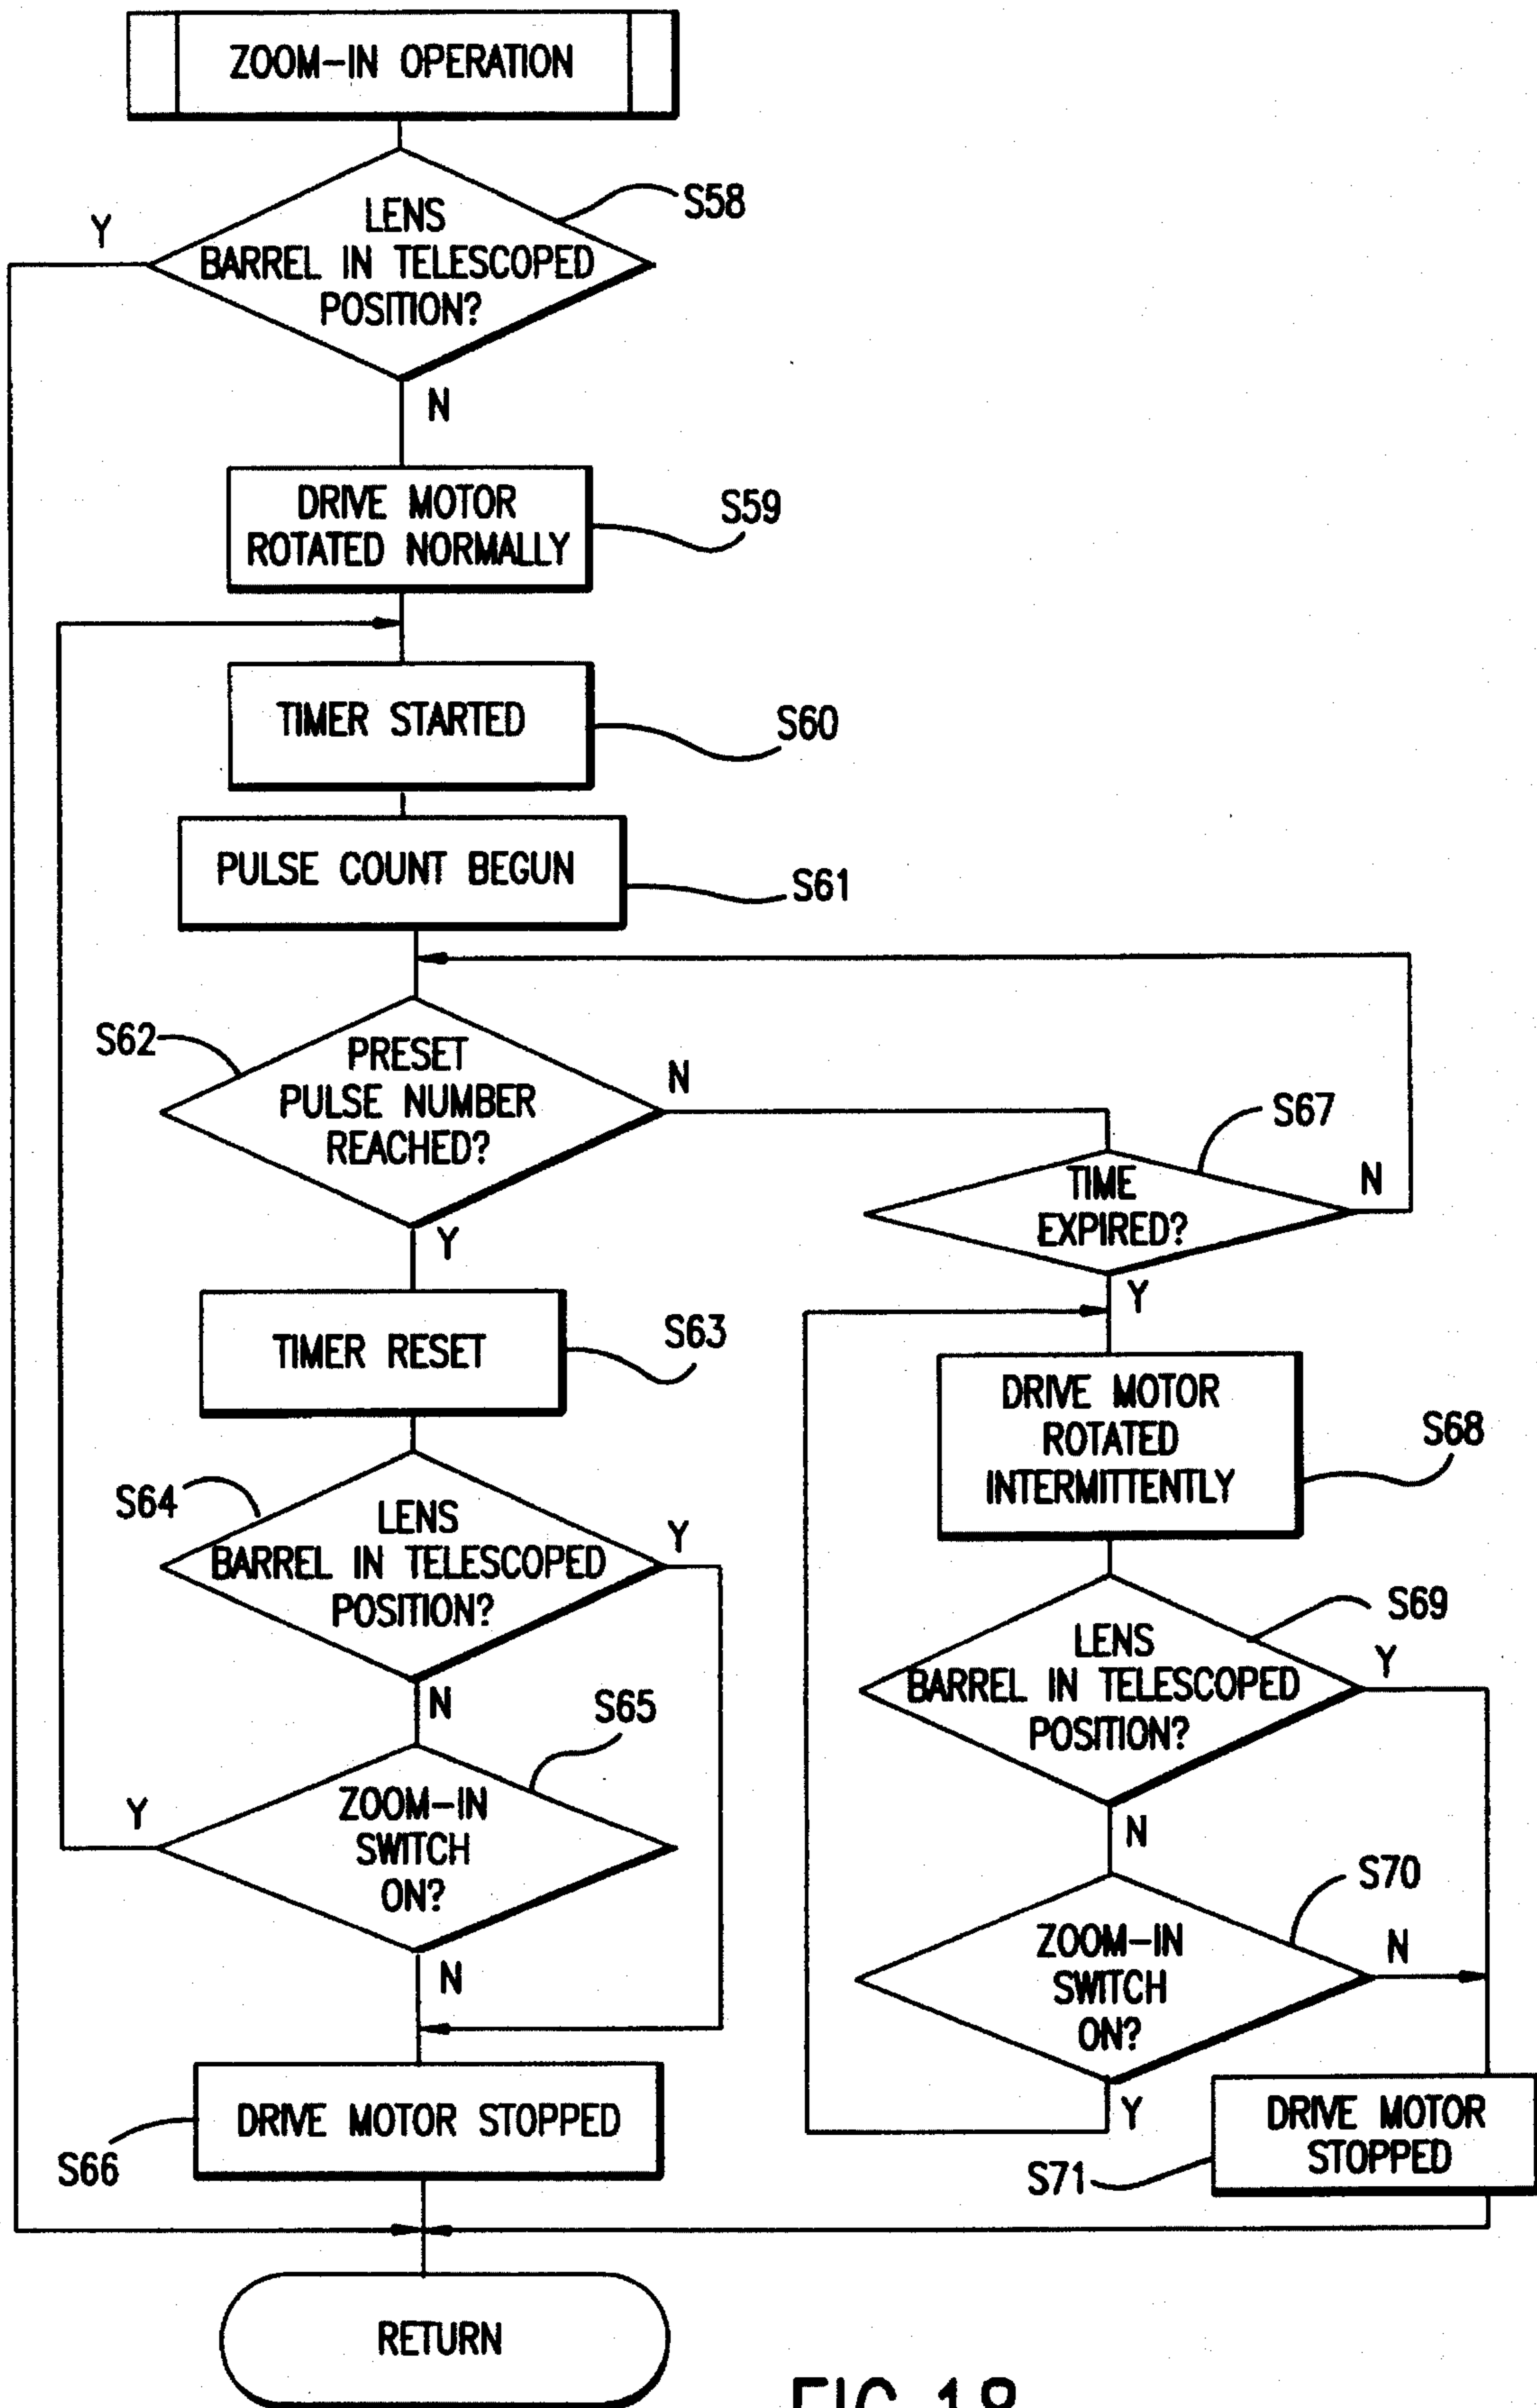 ZOOM-IN OPERATION
S58
Y
LENS
BARREL IN TELESCOPED
POSITION?
N
DRIVE MOTOR
ROTATED NORMALLY
S59
TIMER STARTED
S60
PULSE COUNT BEGUN
S61
S62
PRESET
PULSE NUMBER
REACHED?
N
Y
S67
TIME
EXPIRED?
N
Y
TIMER RESET
S63
DRIVE MOTOR
ROTATED
INTERMITTENTLY
S68
S64
LENS
BARREL IN TELESCOPED
POSITION?
Y
N
S69
LENS
BARREL IN TELESCOPED
POSITION?
Y
N
S65
ZOOM-IN
SWITCH
ON?
Y
N
S70
ZOOM-IN
SWITCH
ON?
N
Y
DRIVE MOTOR STOPPED
S66
DRIVE MOTOR
STOPPED
S71
RETURN
FIG. 18